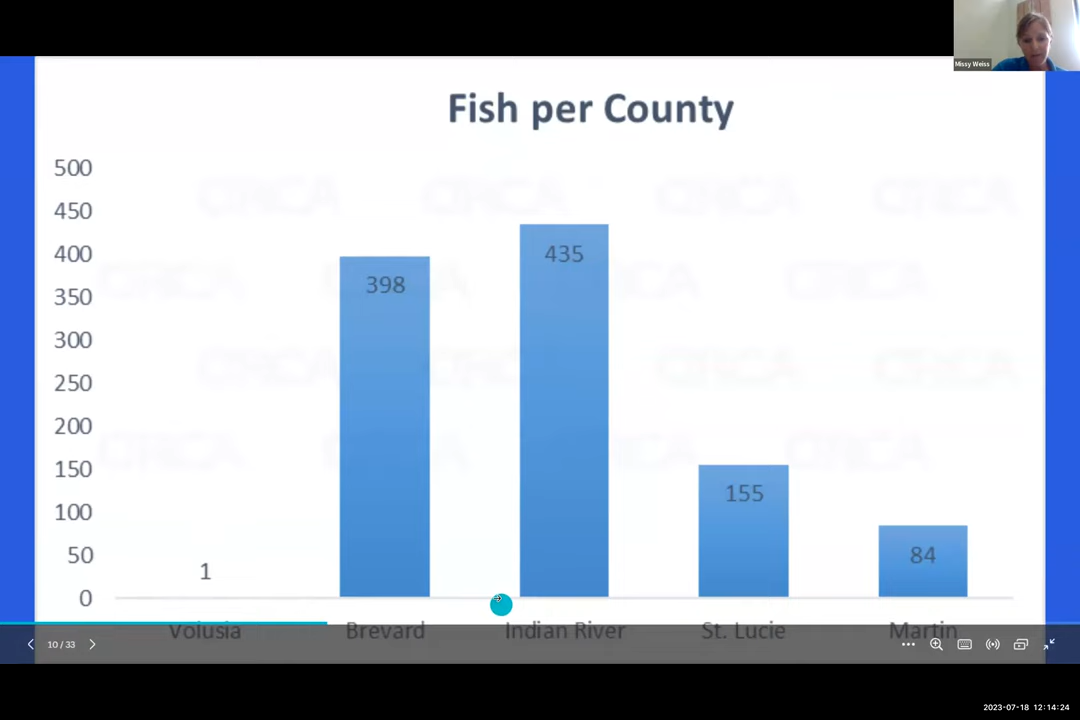 Missy Weiss
Fish per County
500
450
400
350
300
250
200
150
100
50
0
1
398
435
155
84
Volusia
Brevard
Indian River
St. Lucie
Martin
10 / 33
2023-07-18 12:14:24